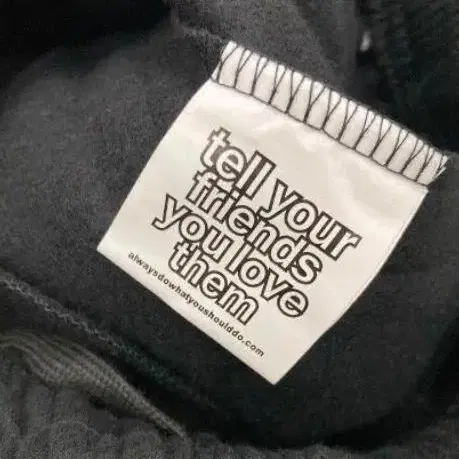 tell your
friends
you love
them
alwaysdowhatyoushoulddo.com